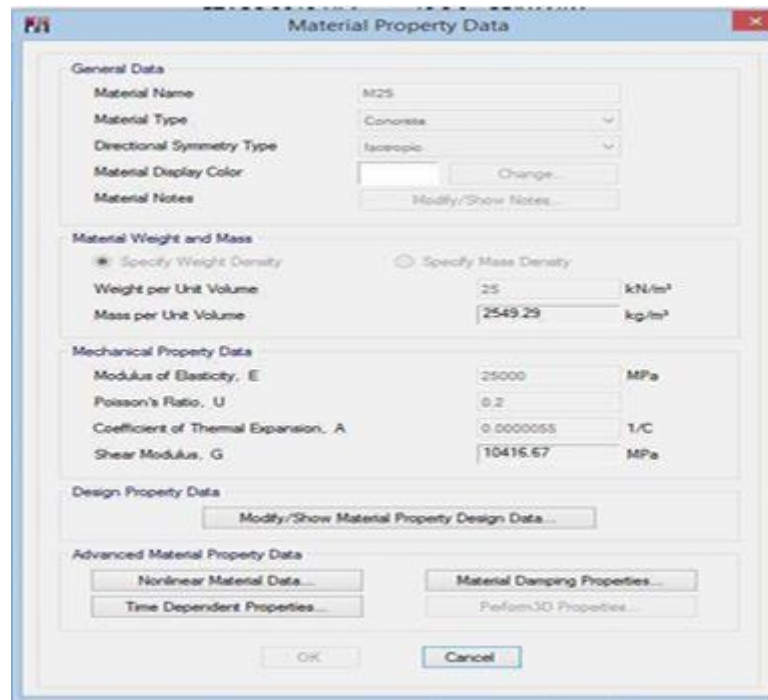 Material Property Data
General Data
Material Name M25
Material Type Concrete
Directional Symmetry Type Isotropic
Material Display Color Change...
Material Notes Modify/Show Notes...
Material Weight and Mass
Specify Weight Density Specify Mass Density
Weight per Unit Volume 25 kN/m³
Mass per Unit Volume 2549.29 kg/m³
Mechanical Property Data
Modulus of Elasticity, E 25000 MPa
Poisson's Ratio, U 0.2
Coefficient of Thermal Expansion, A 0.0000055 1/C
Shear Modulus, G 10416.67 MPa
Design Property Data
Modify/Show Material Property Design Data...
Advanced Material Property Data
Nonlinear Material Data... Material Damping Properties...
Time Dependent Properties... Perform3D Properties...
OK Cancel